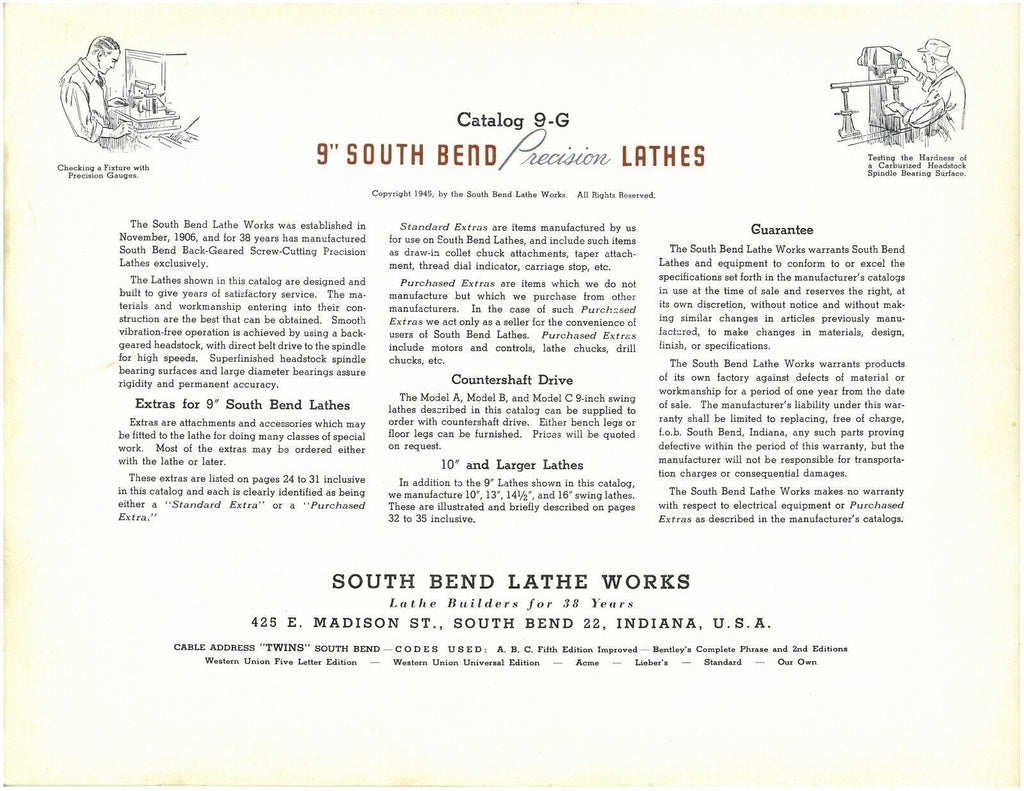 Catalog 9-G
9" SOUTH BEND Precision LATHES
Copyright 1945, by the South Bend Lathe Works. All Rights Reserved.
Checking a Fixture with
Precision Gauges.
Testing the Hardness of
a Carburized Headstock
Spindle Bearing Surface.
The South Bend Lathe Works was established in
November, 1906, and for 38 years has manufactured
South Bend Back-Geared Screw-Cutting Precision
Lathes exclusively.
The Lathes shown in this catalog are designed and
built to give years of satisfactory service. The ma-
terials and workmanship entering into their con-
struction are the best that can be obtained. Smooth
vibration-free operation is achieved by using a back-
geared headstock, with direct belt drive to the spindle
for high speeds. Superfinished headstock spindle
bearing surfaces and large diameter bearings assure
rigidity and permanent accuracy.
Extras for 9" South Bend Lathes
Extras are attachments and accessories which may
be fitted to the lathe for doing many classes of special
work. Most of the extras may be ordered either
with the lathe or later.
These extras are listed on pages 24 to 31 inclusive
in this catalog and each is clearly identified as being
either a "Standard Extra" or a "Purchased
Extra."
Standard Extras are items manufactured by us
for use on South Bend Lathes, and include such items
as draw-in collet chuck attachments, taper attach-
ment, thread dial indicator, carriage stop, etc.
Purchased Extras are items which we do not
manufacture but which we purchase from other
manufacturers. In the case of such Purchased
Extras we act only as a seller for the convenience of
users of South Bend Lathes. Purchased Extras
include motors and controls, lathe chucks, drill
chucks, etc.
Countershaft Drive
The Model A, Model B, and Model C 9-inch swing
lathes described in this catalog can be supplied to
order with countershaft drive. Either bench legs or
floor legs can be furnished. Prices will be quoted
on request.
10" and Larger Lathes
In addition to the 9" Lathes shown in this catalog,
we manufacture 10", 13", 14½", and 16" swing lathes.
These are illustrated and briefly described on pages
32 to 35 inclusive.
Guarantee
The South Bend Lathe Works warrants South Bend
Lathes and equipment to conform to or excel the
specifications set forth in the manufacturer's catalogs
in use at the time of sale and reserves the right, at
its own discretion, without notice and without mak-
ing similar changes in articles previously manu-
factured, to make changes in materials, design,
finish, or specifications.
The South Bend Lathe Works warrants products
of its own factory against defects of material or
workmanship for a period of one year from the date
of sale. The manufacturer's liability under this war-
ranty shall be limited to replacing, free of charge,
f.o.b. South Bend, Indiana, any such parts proving
defective within the period of this warranty, but the
manufacturer will not be responsible for transporta-
tion charges or consequential damages.
The South Bend Lathe Works makes no warranty
with respect to electrical equipment or Purchased
Extras as described in the manufacturer's catalogs.
SOUTH BEND LATHE WORKS
Lathe Builders for 38 Years
425 E. MADISON ST., SOUTH BEND 22, INDIANA, U.S.A.
CABLE ADDRESS "TWINS" SOUTH BEND — CODES USED: A. B. C. Fifth Edition Improved — Bentley's Complete Phrase and 2nd Editions
Western Union Five Letter Edition — Western Union Universal Edition — Acme — Lieber's — Standard — Our Own